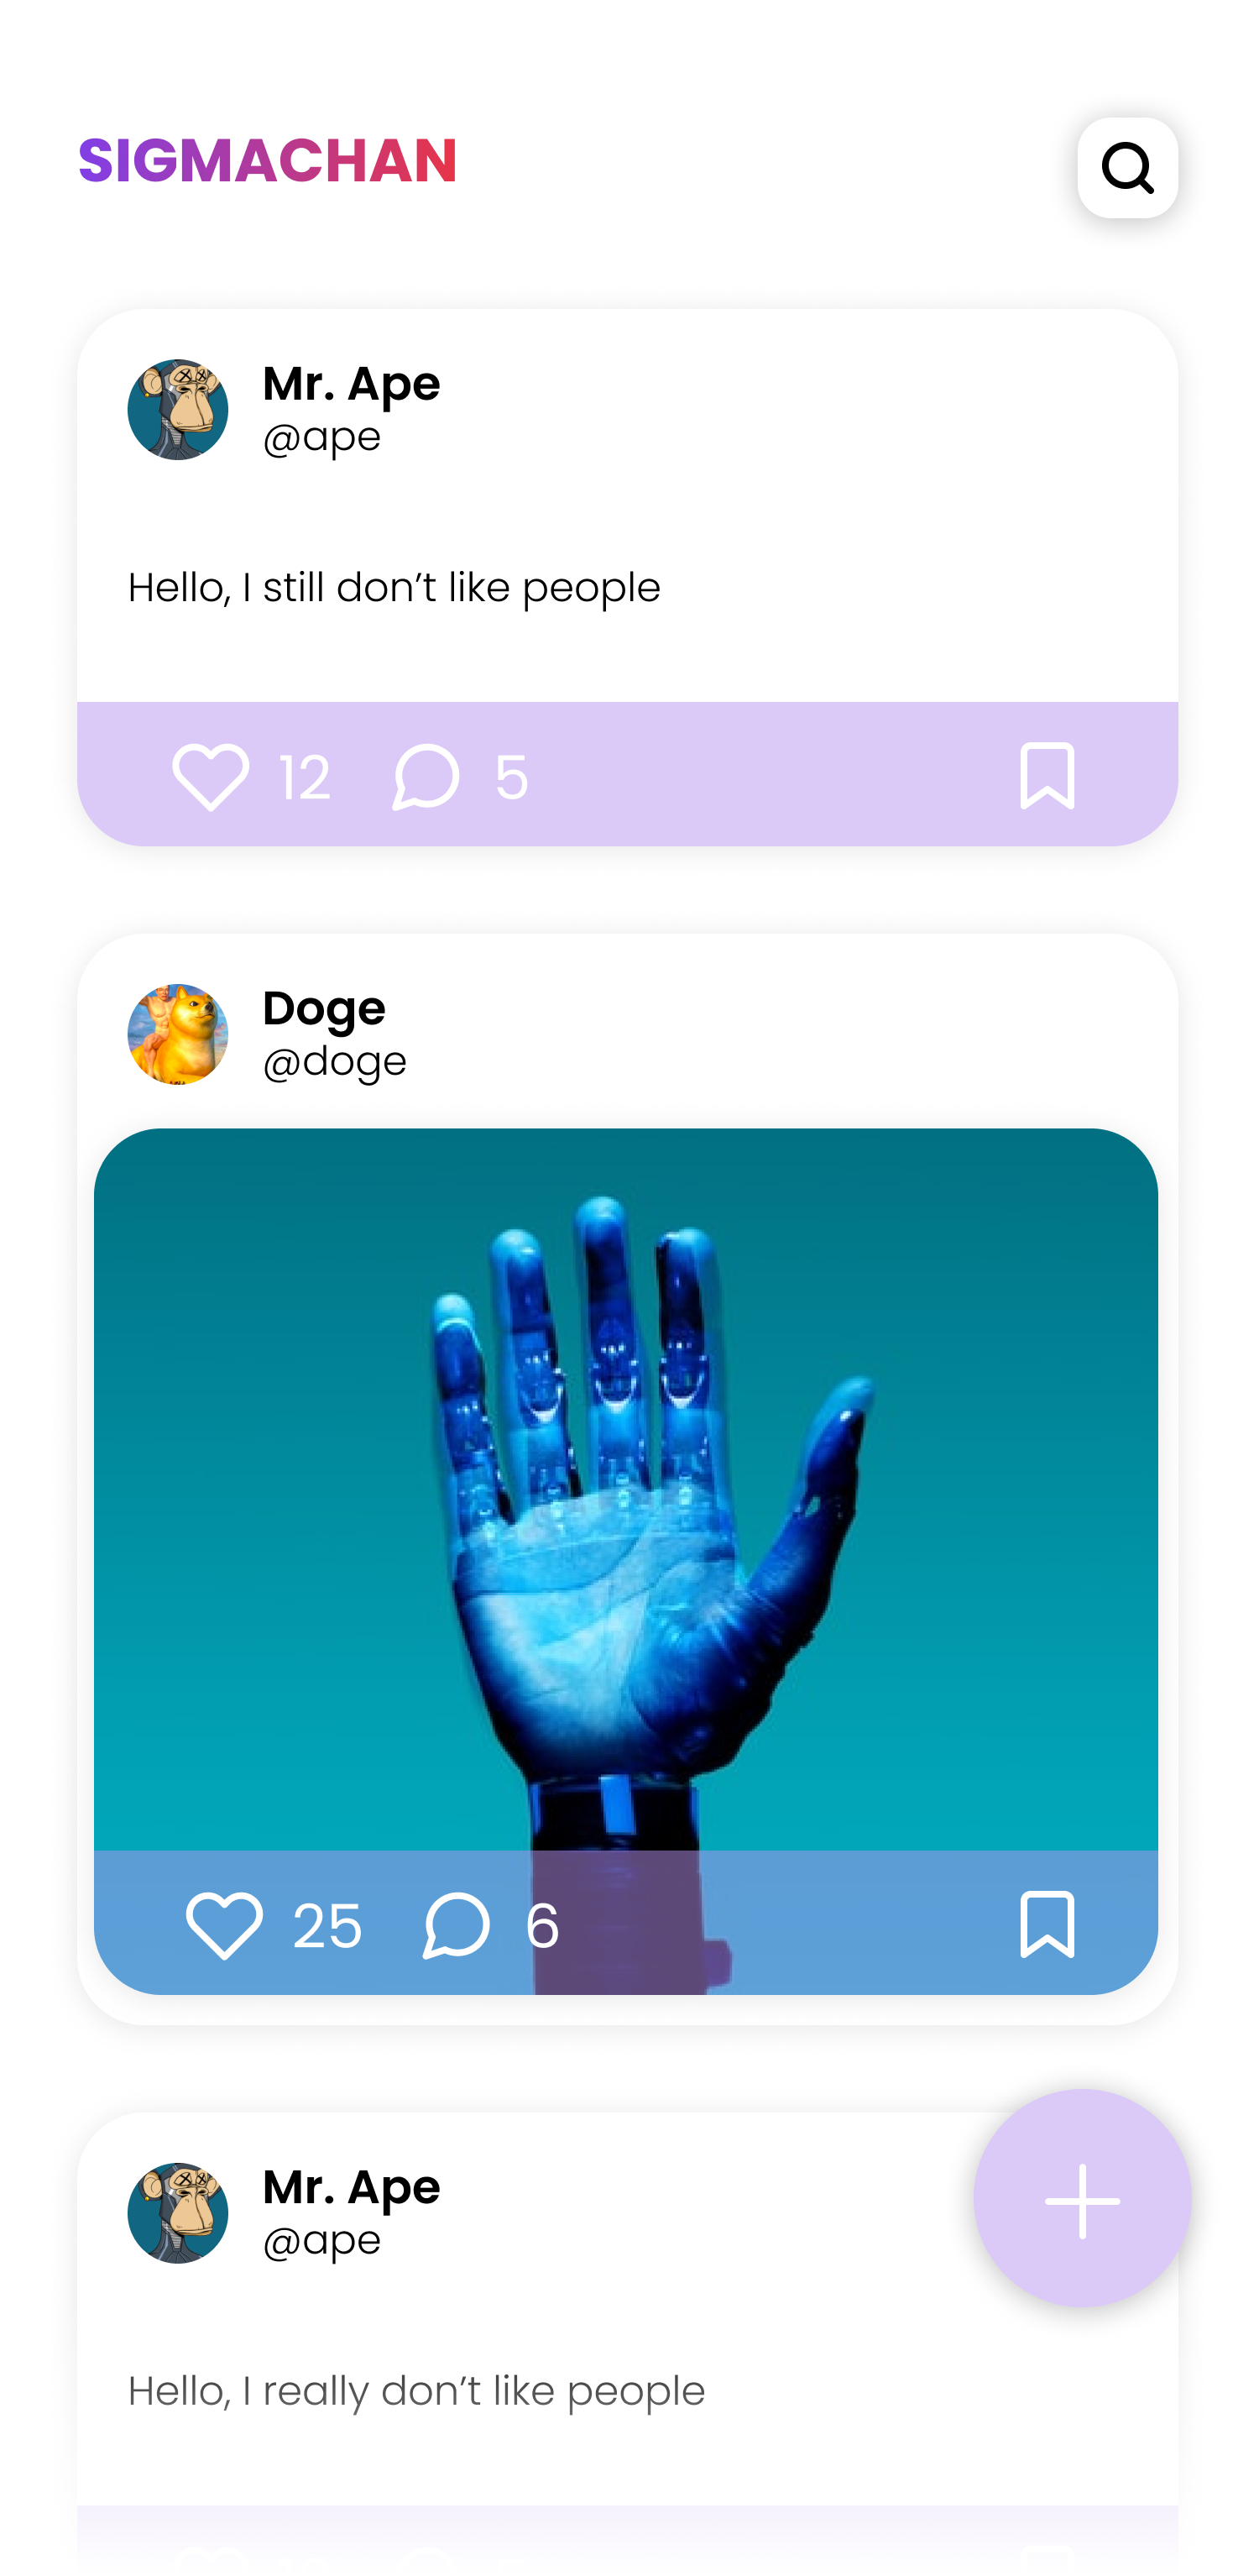 SIGMACHAN
Mr. Ape
@ape
Hello, I still don’t like people
12 5
Doge
@doge
25 6
Mr. Ape
@ape
Hello, I really don’t like people